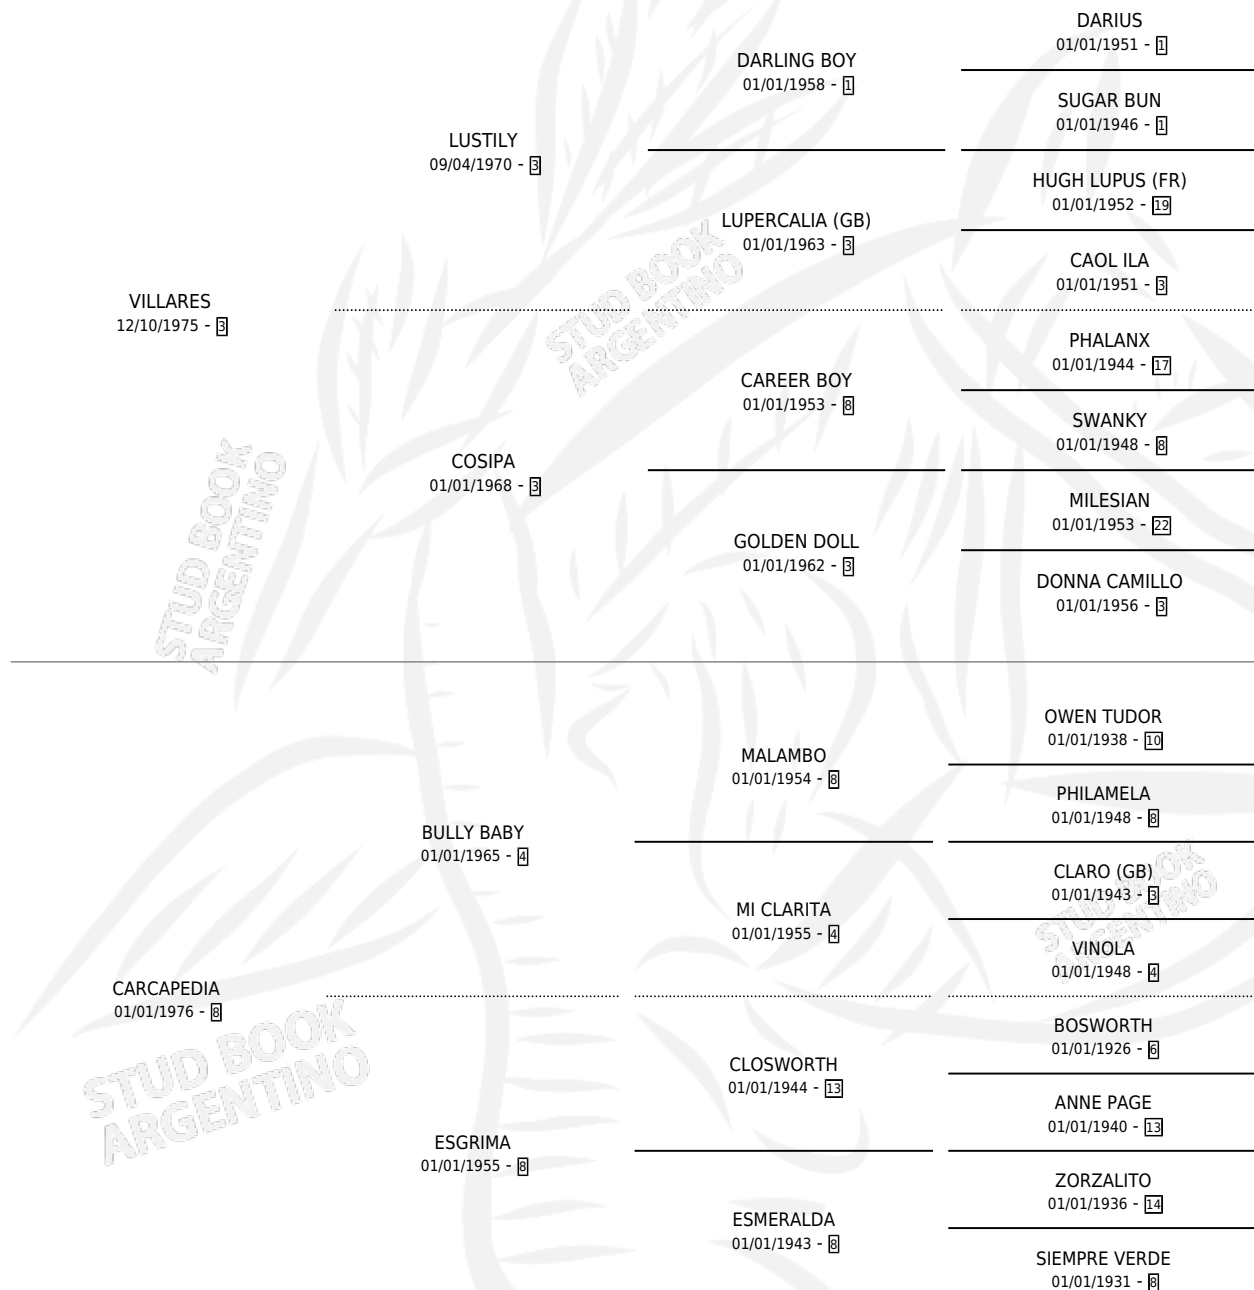 DARIUS
01/01/1951 - 1
DARLING BOY
01/01/1958 - 1
SUGAR BUN
01/01/1946 - 1
LUSTILY
09/04/1970 - 3
HUGH LUPUS (FR)
01/01/1952 - 19
LUPERCALIA (GB)
01/01/1963 - 3
CAOL ILA
01/01/1951 - 3
VILLARES
12/10/1975 - 3
PHALANX
01/01/1944 - 17
CAREER BOY
01/01/1953 - 8
SWANKY
01/01/1948 - 8
COSIPA
01/01/1968 - 3
MILESIAN
01/01/1953 - 22
GOLDEN DOLL
01/01/1962 - 3
DONNA CAMILLO
01/01/1956 - 3
OWEN TUDOR
01/01/1938 - 10
MALAMBO
01/01/1954 - 8
PHILAMELA
01/01/1948 - 8
BULLY BABY
01/01/1965 - 4
CLARO (GB)
01/01/1943 - 3
MI CLARITA
01/01/1955 - 4
VINOLA
01/01/1948 - 4
CARCAPEDIA
01/01/1976 - 8
BOSWORTH
01/01/1926 - 6
CLOSWORTH
01/01/1944 - 13
ANNE PAGE
01/01/1940 - 13
ESGRIMA
01/01/1955 - 8
ZORZALITO
01/01/1936 - 14
ESMERALDA
01/01/1943 - 8
SIEMPRE VERDE
01/01/1931 - 8
STUD BOOK
ARGENTINO
STUD BOOK
ARGENTINO
STUD BOOK
ARGENTINO
STUD BOOK
ARGENTINO